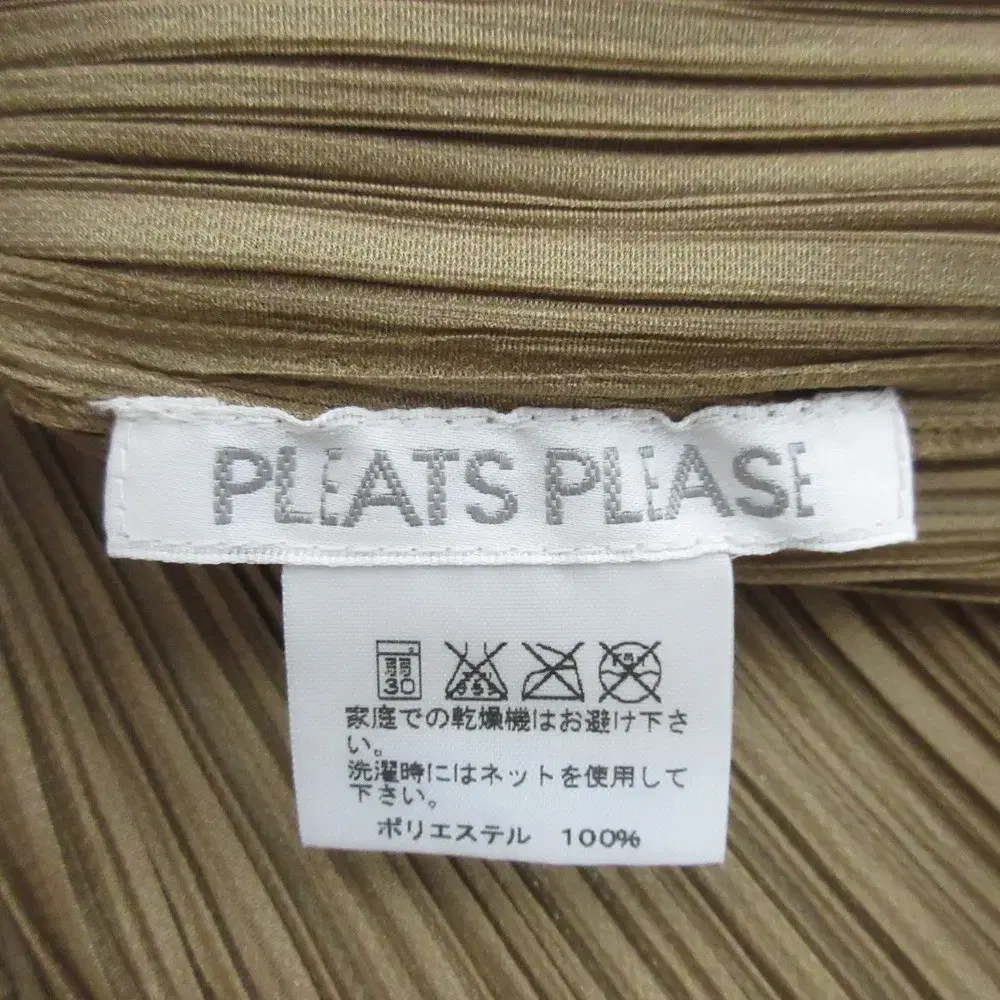 PLEATS PLEASE
30
家庭での乾燥機はお避け下さ
い。
洗濯時にはネットを使用して
下さい。
ポリエステル 100%